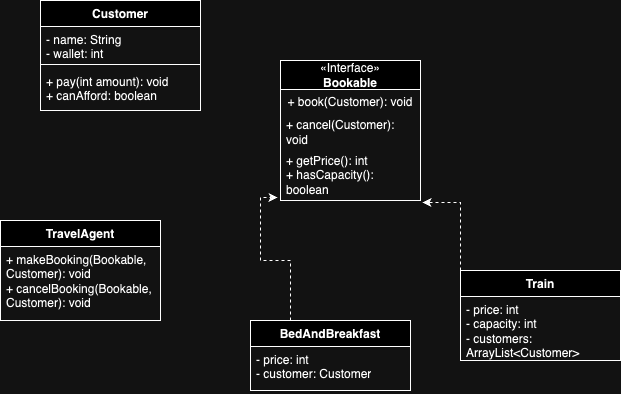 Customer
- name: String
- wallet: int
+ pay(int amount): void
+ canAfford: boolean
«Interface»
Bookable
+ book(Customer): void
+ cancel(Customer):
void
+ getPrice(): int
+ hasCapacity():
boolean
TravelAgent
+ makeBooking(Bookable,
Customer): void
+ cancelBooking(Bookable,
Customer): void
BedAndBreakfast
- price: int
- customer: Customer
Train
- price: int
- capacity: int
- customers:
ArrayList<Customer>